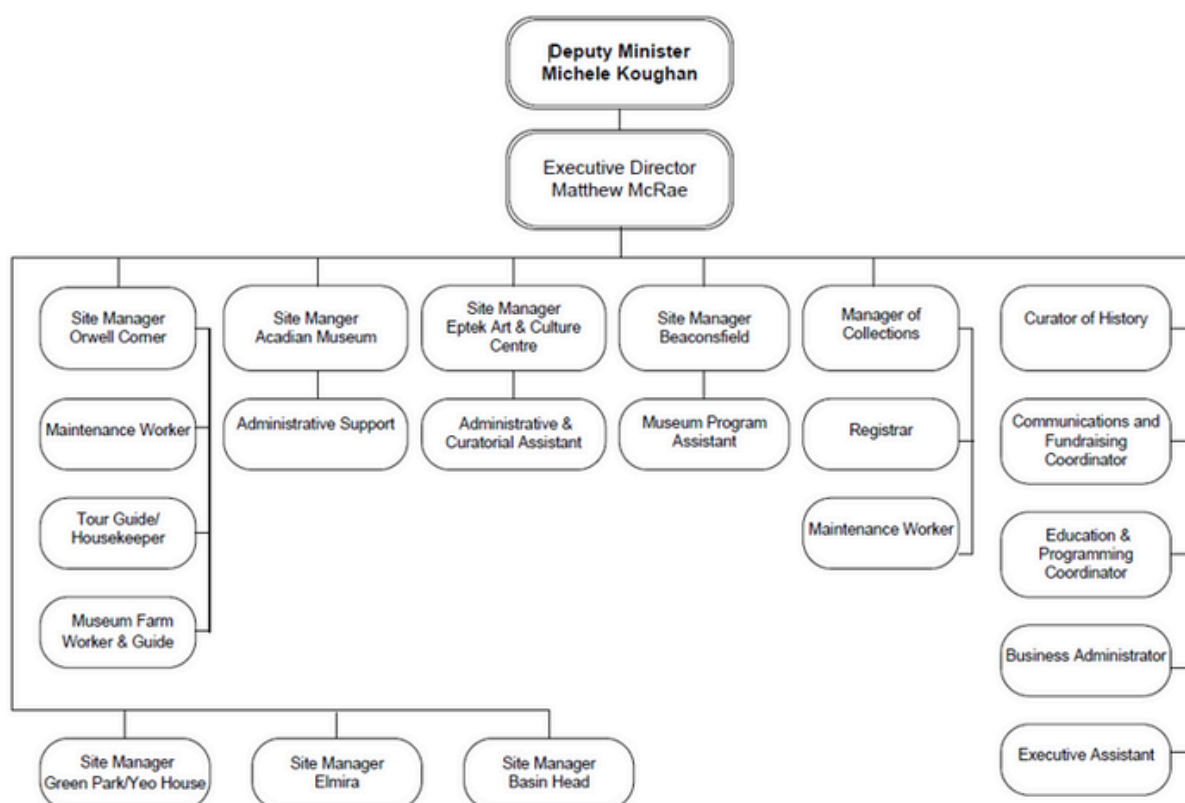 Deputy Minister
Michele Koughan
Executive Director
Matthew McRae
Site Manager
Orwell Corner
Site Manger
Acadian Museum
Site Manager
Eptek Art & Culture
Centre
Site Manager
Beaconsfield
Manager of
Collections
Curator of History
Maintenance Worker
Administrative Support
Administrative &
Curatorial Assistant
Museum Program
Assistant
Registrar
Communications and
Fundraising
Coordinator
Tour Guide/
Housekeeper
Maintenance Worker
Education &
Programming
Coordinator
Museum Farm
Worker & Guide
Business Administrator
Site Manager
Green Park/Yeo House
Site Manager
Elmira
Site Manager
Basin Head
Executive Assistant